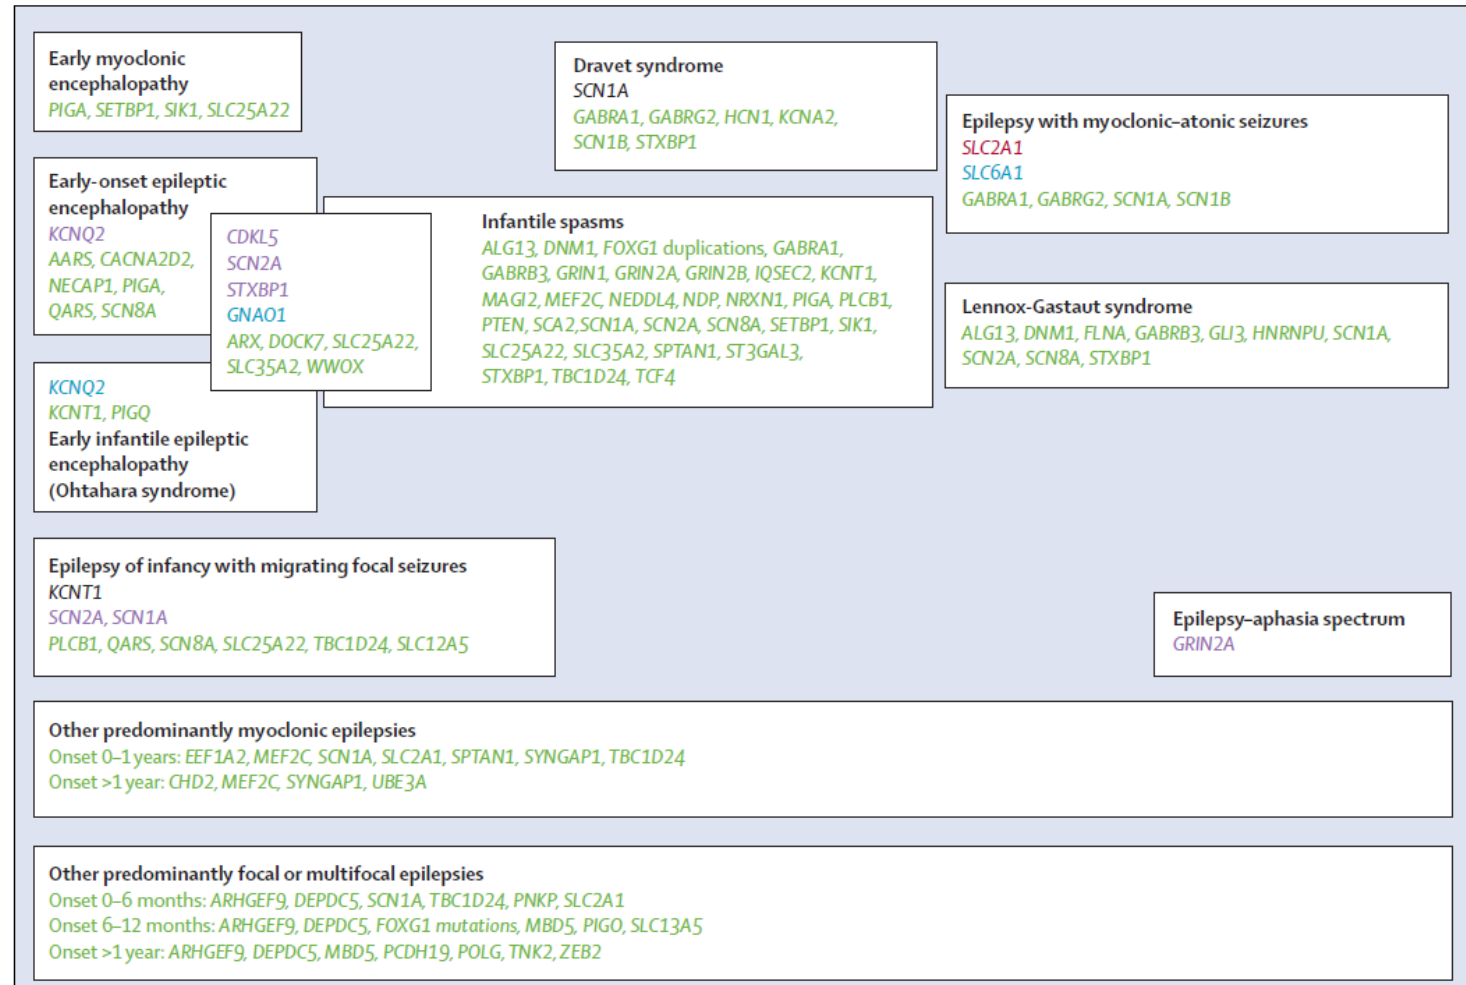 Early myoclonic
encephalopathy
PIGA, SETBP1, SIK1, SLC25A22
Dravet syndrome
SCN1A
GABRA1, GABRG2, HCN1, KCNA2,
SCN1B, STXBP1
Epilepsy with myoclonic–atonic seizures
SLC2A1
SLC6A1
GABRA1, GABRG2, SCN1A, SCN1B
Early-onset epileptic
encephalopathy
KCNQ2
AARS, CACNA2D2,
NECAP1, PIGA,
QARS, SCN8A
CDKL5
SCN2A
STXBP1
GNAO1
ARX, DOCK7, SLC25A22,
SLC35A2, WWOX
Infantile spasms
ALG13, DNM1, FOXG1 duplications, GABRA1,
GABRB3, GRIN1, GRIN2A, GRIN2B, IQSEC2, KCNT1,
MAGI2, MEF2C, NEDDL4, NDP, NRXN1, PIGA, PLCB1,
PTEN, SCA2,SCN1A, SCN2A, SCN8A, SETBP1, SIK1,
SLC25A22, SLC35A2, SPTAN1, ST3GAL3,
STXBP1, TBC1D24, TCF4
Lennox-Gastaut syndrome
ALG13, DNM1, FLNA, GABRB3, GLI3, HNRNPU, SCN1A,
SCN2A, SCN8A, STXBP1
KCNQ2
KCNT1, PIGQ
Early infantile epileptic
encephalopathy
(Ohtahara syndrome)
Epilepsy of infancy with migrating focal seizures
KCNT1
SCN2A, SCN1A
PLCB1, QARS, SCN8A, SLC25A22, TBC1D24, SLC12A5
Epilepsy–aphasia spectrum
GRIN2A
Other predominantly myoclonic epilepsies
Onset 0–1 years: EEF1A2, MEF2C, SCN1A, SLC2A1, SPTAN1, SYNGAP1, TBC1D24
Onset >1 year: CHD2, MEF2C, SYNGAP1, UBE3A
Other predominantly focal or multifocal epilepsies
Onset 0–6 months: ARHGEF9, DEPDC5, SCN1A, TBC1D24, PNKP, SLC2A1
Onset 6–12 months: ARHGEF9, DEPDC5, FOXG1 mutations, MBD5, PIGO, SLC13A5
Onset >1 year: ARHGEF9, DEPDC5, MBD5, PCDH19, POLG, TNK2, ZEB2